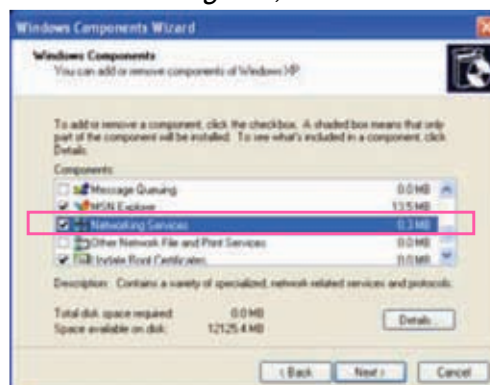 Windows Components Wizard
Windows Components
You can add or remove components of Windows XP.
To add or remove a component, click the checkbox. A shaded box means that only
part of the component will be installed. To see what's included in a component, click
Details.
Components:
Message Queuing 0.0 MB
MSN Explorer 13.5 MB
Networking Services 0.3 MB
Other Network File and Print Services 0.0 MB
Update Root Certificates 0.0 MB
Description: Contains a variety of specialized, network-related services and protocols.
Total disk space required: 0.0 MB
Space available on disk: 12125.4 MB
Details...
< Back
Next >
Cancel